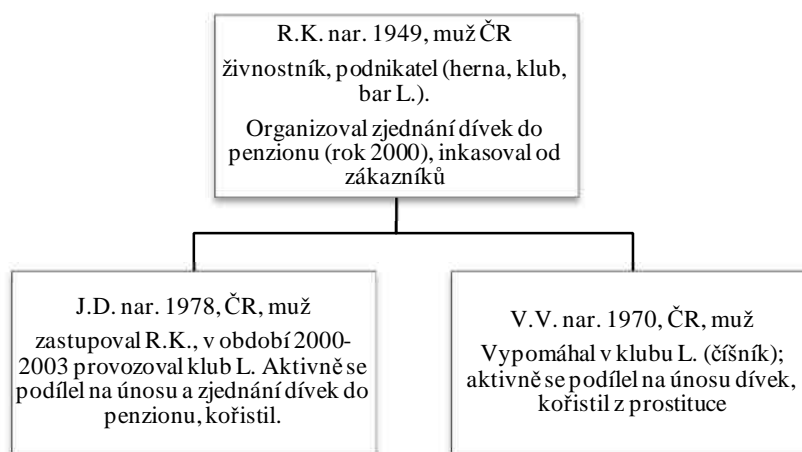 R.K. nar. 1949, muž ČR
živnostník, podnikatel (herna, klub,
bar L.).
Organizoval zjednání dívek do
penzionu (rok 2000), inkasoval od
zákazníků
J.D. nar. 1978, ČR, muž
zastupoval R.K., v období 2000-
2003 provozoval klub L. Aktivně se
podílel na únosu a zjednání dívek do
penzionu, kořistil.
V.V. nar. 1970, ČR, muž
Vypomáhal v klubu L. (číšník);
aktivně se podílel na únosu dívek,
kořistil z prostituce